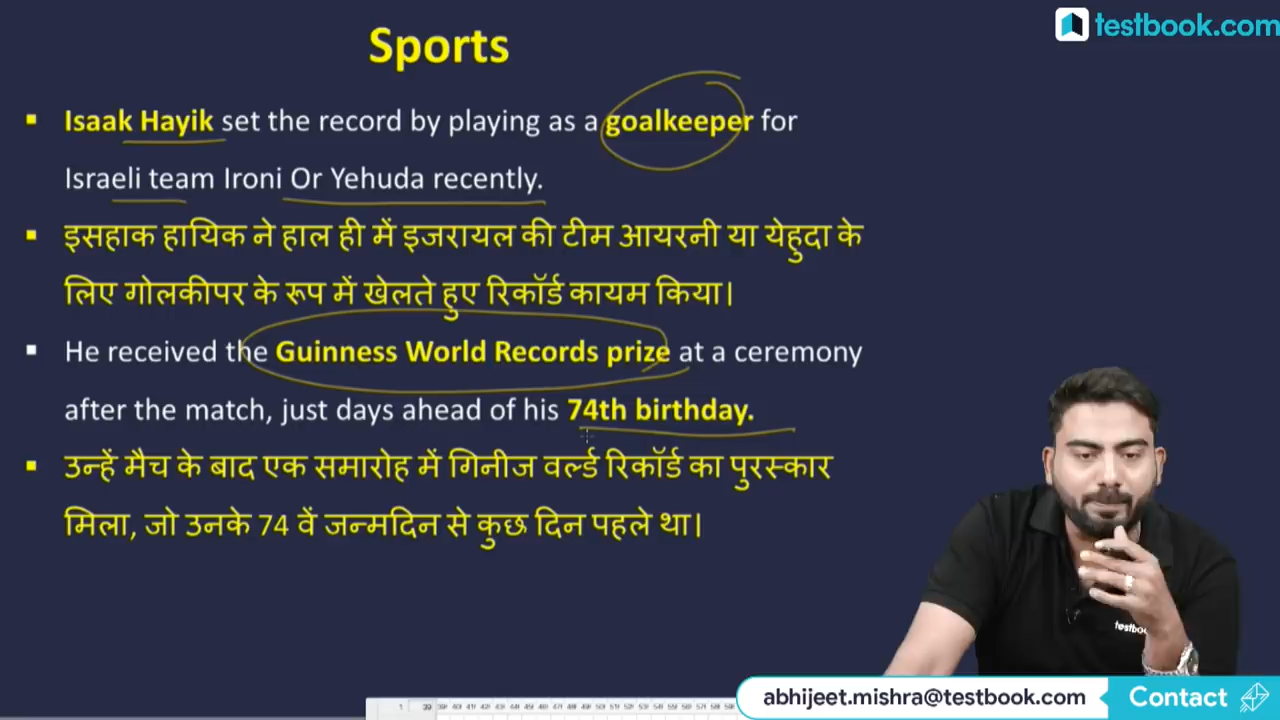 Sports
testbook.com
▪ Isaak Hayik set the record by playing as a goalkeeper for
Israeli team Ironi Or Yehuda recently.
▪ इसहाक हायिक ने हाल ही में इजरायल की टीम आयरनी या येहुदा के
लिए गोलकीपर के रूप में खेलते हुए रिकॉर्ड कायम किया।
▪ He received the Guinness World Records prize at a ceremony
after the match, just days ahead of his 74th birthday.
▪ उन्हें मैच के बाद एक समारोह में गिनीज वर्ल्ड रिकॉर्ड का पुरस्कार
मिला, जो उनके 74 वें जन्मदिन से कुछ दिन पहले था।
abhijeet.mishra@testbook.com Contact